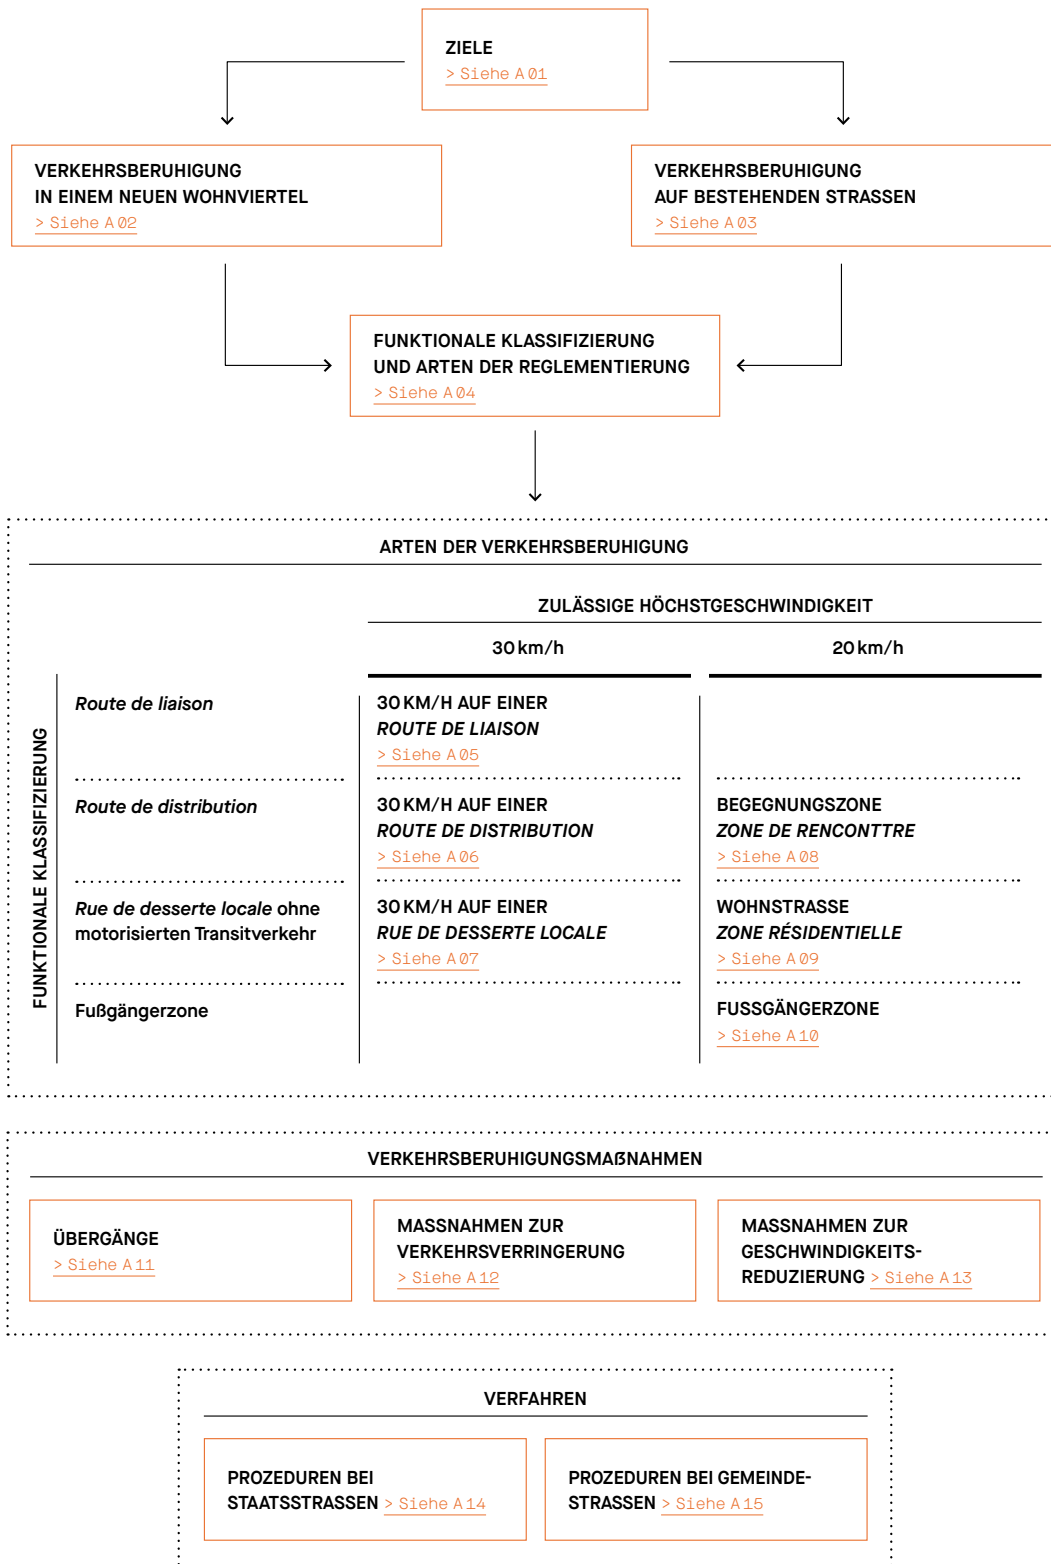 ZIELE
> Siehe A 01
VERKEHRSBERUHIGUNG
IN EINEM NEUEN WOHNVIERTEL
> Siehe A 02
VERKEHRSBERUHIGUNG
AUF BESTEHENDEN STRASSEN
> Siehe A 03
FUNKTIONALE KLASSIFIZIERUNG
UND ARTEN DER REGLEMENTIERUNG
> Siehe A 04
ARTEN DER VERKEHRSBERUHIGUNG
ZULÄSSIGE HÖCHSTGESCHWINDIGKEIT
30 km/h
20 km/h
FUNKTIONALE KLASSIFIZIERUNG
Route de liaison
30 KM/H AUF EINER
ROUTE DE LIAISON
> Siehe A 05
Route de distribution
30 KM/H AUF EINER
ROUTE DE DISTRIBUTION
> Siehe A 06
BEGEGNUNGSZONE
ZONE DE RENCONTTRE
> Siehe A 08
Rue de desserte locale ohne
motorisierten Transitverkehr
30 KM/H AUF EINER
RUE DE DESSERTE LOCALE
> Siehe A 07
WOHNSTRASSE
ZONE RÉSIDENTIELLE
> Siehe A 09
Fußgängerzone
FUSSGÄNGERZONE
> Siehe A 10
VERKEHRSBERUHIGUNGSMAßNAHMEN
ÜBERGÄNGE
> Siehe A 11
MASSNAHMEN ZUR
VERKEHRSVERRINGERUNG
> Siehe A 12
MASSNAHMEN ZUR
GESCHWINDIGKEITS-
REDUZIERUNG > Siehe A 13
VERFAHREN
PROZEDUREN BEI
STAATSSTRASSEN > Siehe A 14
PROZEDUREN BEI GEMEINDE-
STRASSEN > Siehe A 15